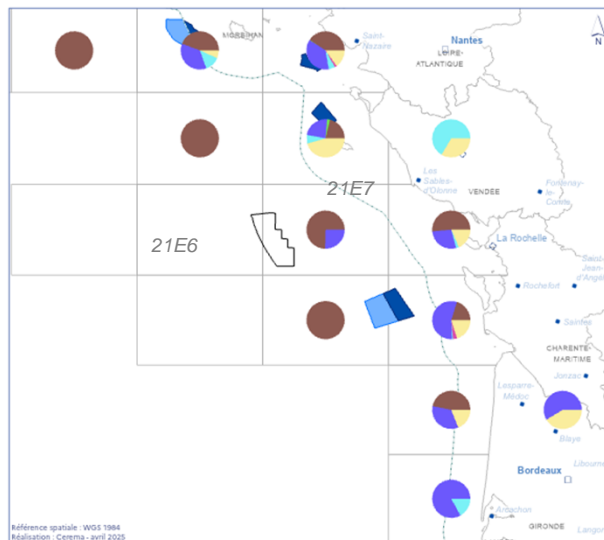 MORBIHAN
Saint-
Nazaire
Nantes
LOIRE-
ATLANTIQUE
N
21E7
Les
Sables-
d'Olonne
VENDÉE
Fontenay-
le-
Comte
21E6
La Rochelle
Saint-
Jean-
d'Angél
Rochefort
Saintes
CHARENTE-
MARITIME
Jonzac
Lesparre-
Médoc
Blaye
Libourne
Bordeaux
Arcachon
GIRONDE
Langon
Référence spatiale : WGS 1984
Réalisation : Cerema - avril 2025